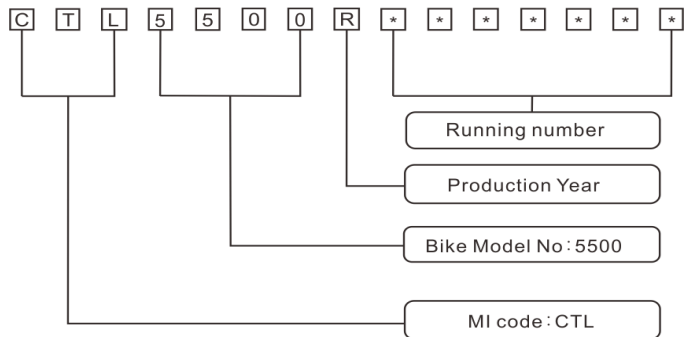 C T L 5 5 0 0 R * * * * * * *
Running number
Production Year
Bike Model No:5500
MI code:CTL